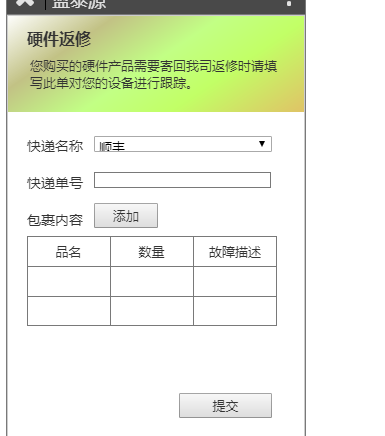 硬件返修
您购买的硬件产品需要寄回我司返修时请填
写此单对您的设备进行跟踪。
快递名称 顺丰
快递单号
包裹内容 添加
品名 数量 故障描述
提交